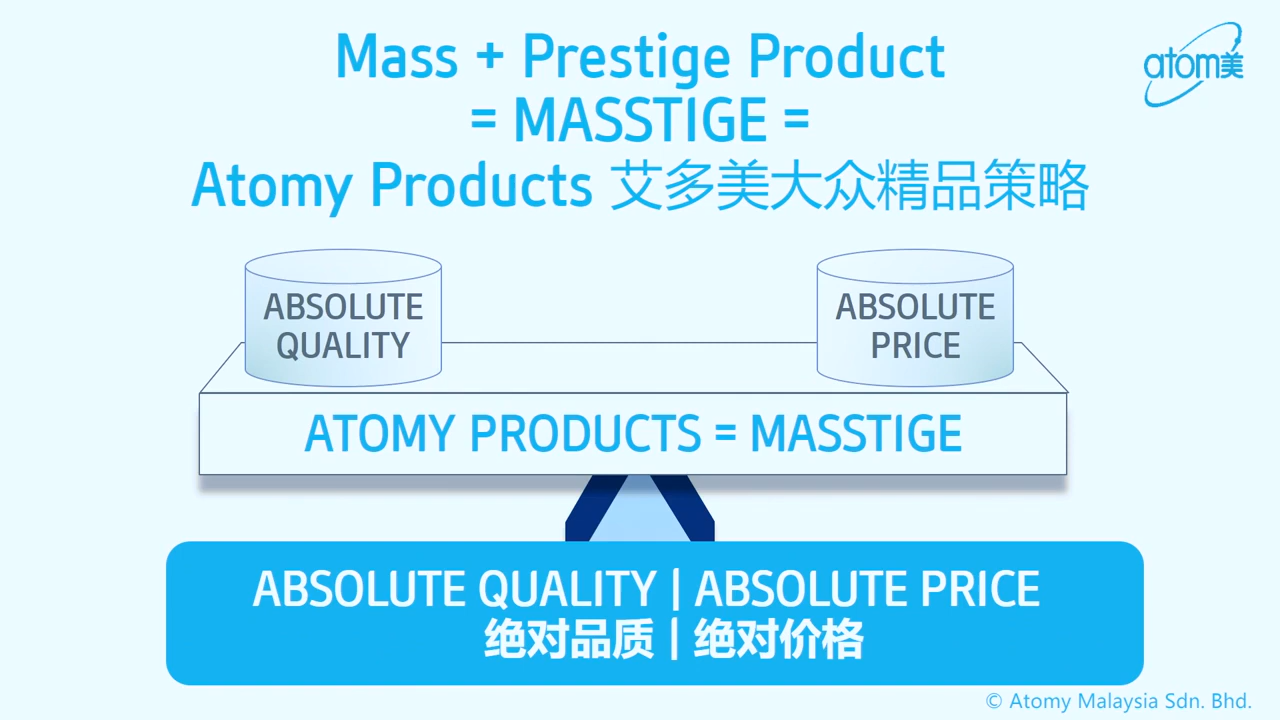 Mass + Prestige Product
= MASSTIGE =
Atomy Products 艾多美大众精品策略
atom美
ABSOLUTE
QUALITY
ABSOLUTE
PRICE
ATOMY PRODUCTS = MASSTIGE
ABSOLUTE QUALITY | ABSOLUTE PRICE
绝对品质 | 绝对价格
© Atomy Malaysia Sdn. Bhd.